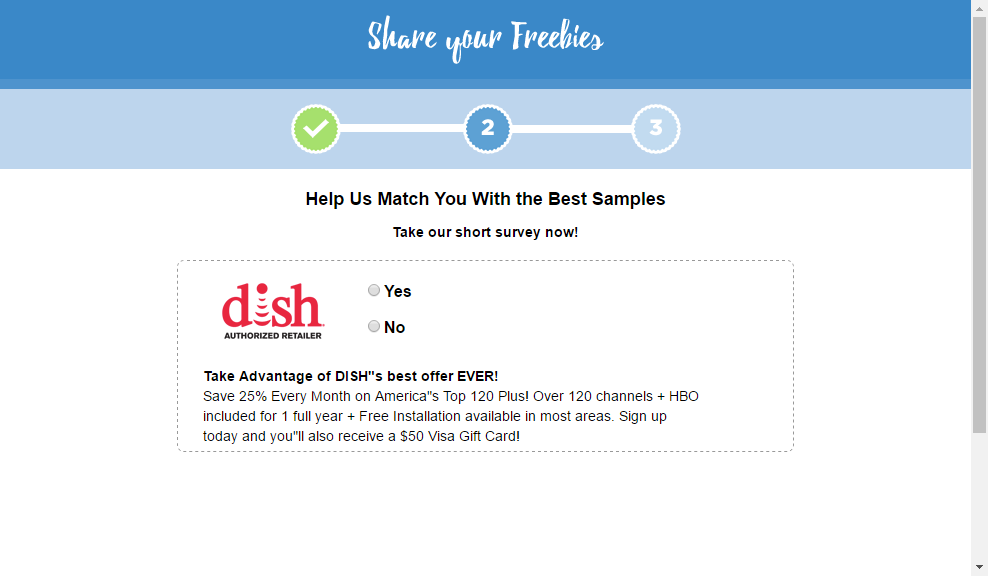 Share your Freebies
2
3
Help Us Match You With the Best Samples
Take our short survey now!
dish
AUTHORIZED RETAILER
Yes
No
Take Advantage of DISH"s best offer EVER!
Save 25% Every Month on America"s Top 120 Plus! Over 120 channels + HBO
included for 1 full year + Free Installation available in most areas. Sign up
today and you"ll also receive a $50 Visa Gift Card!